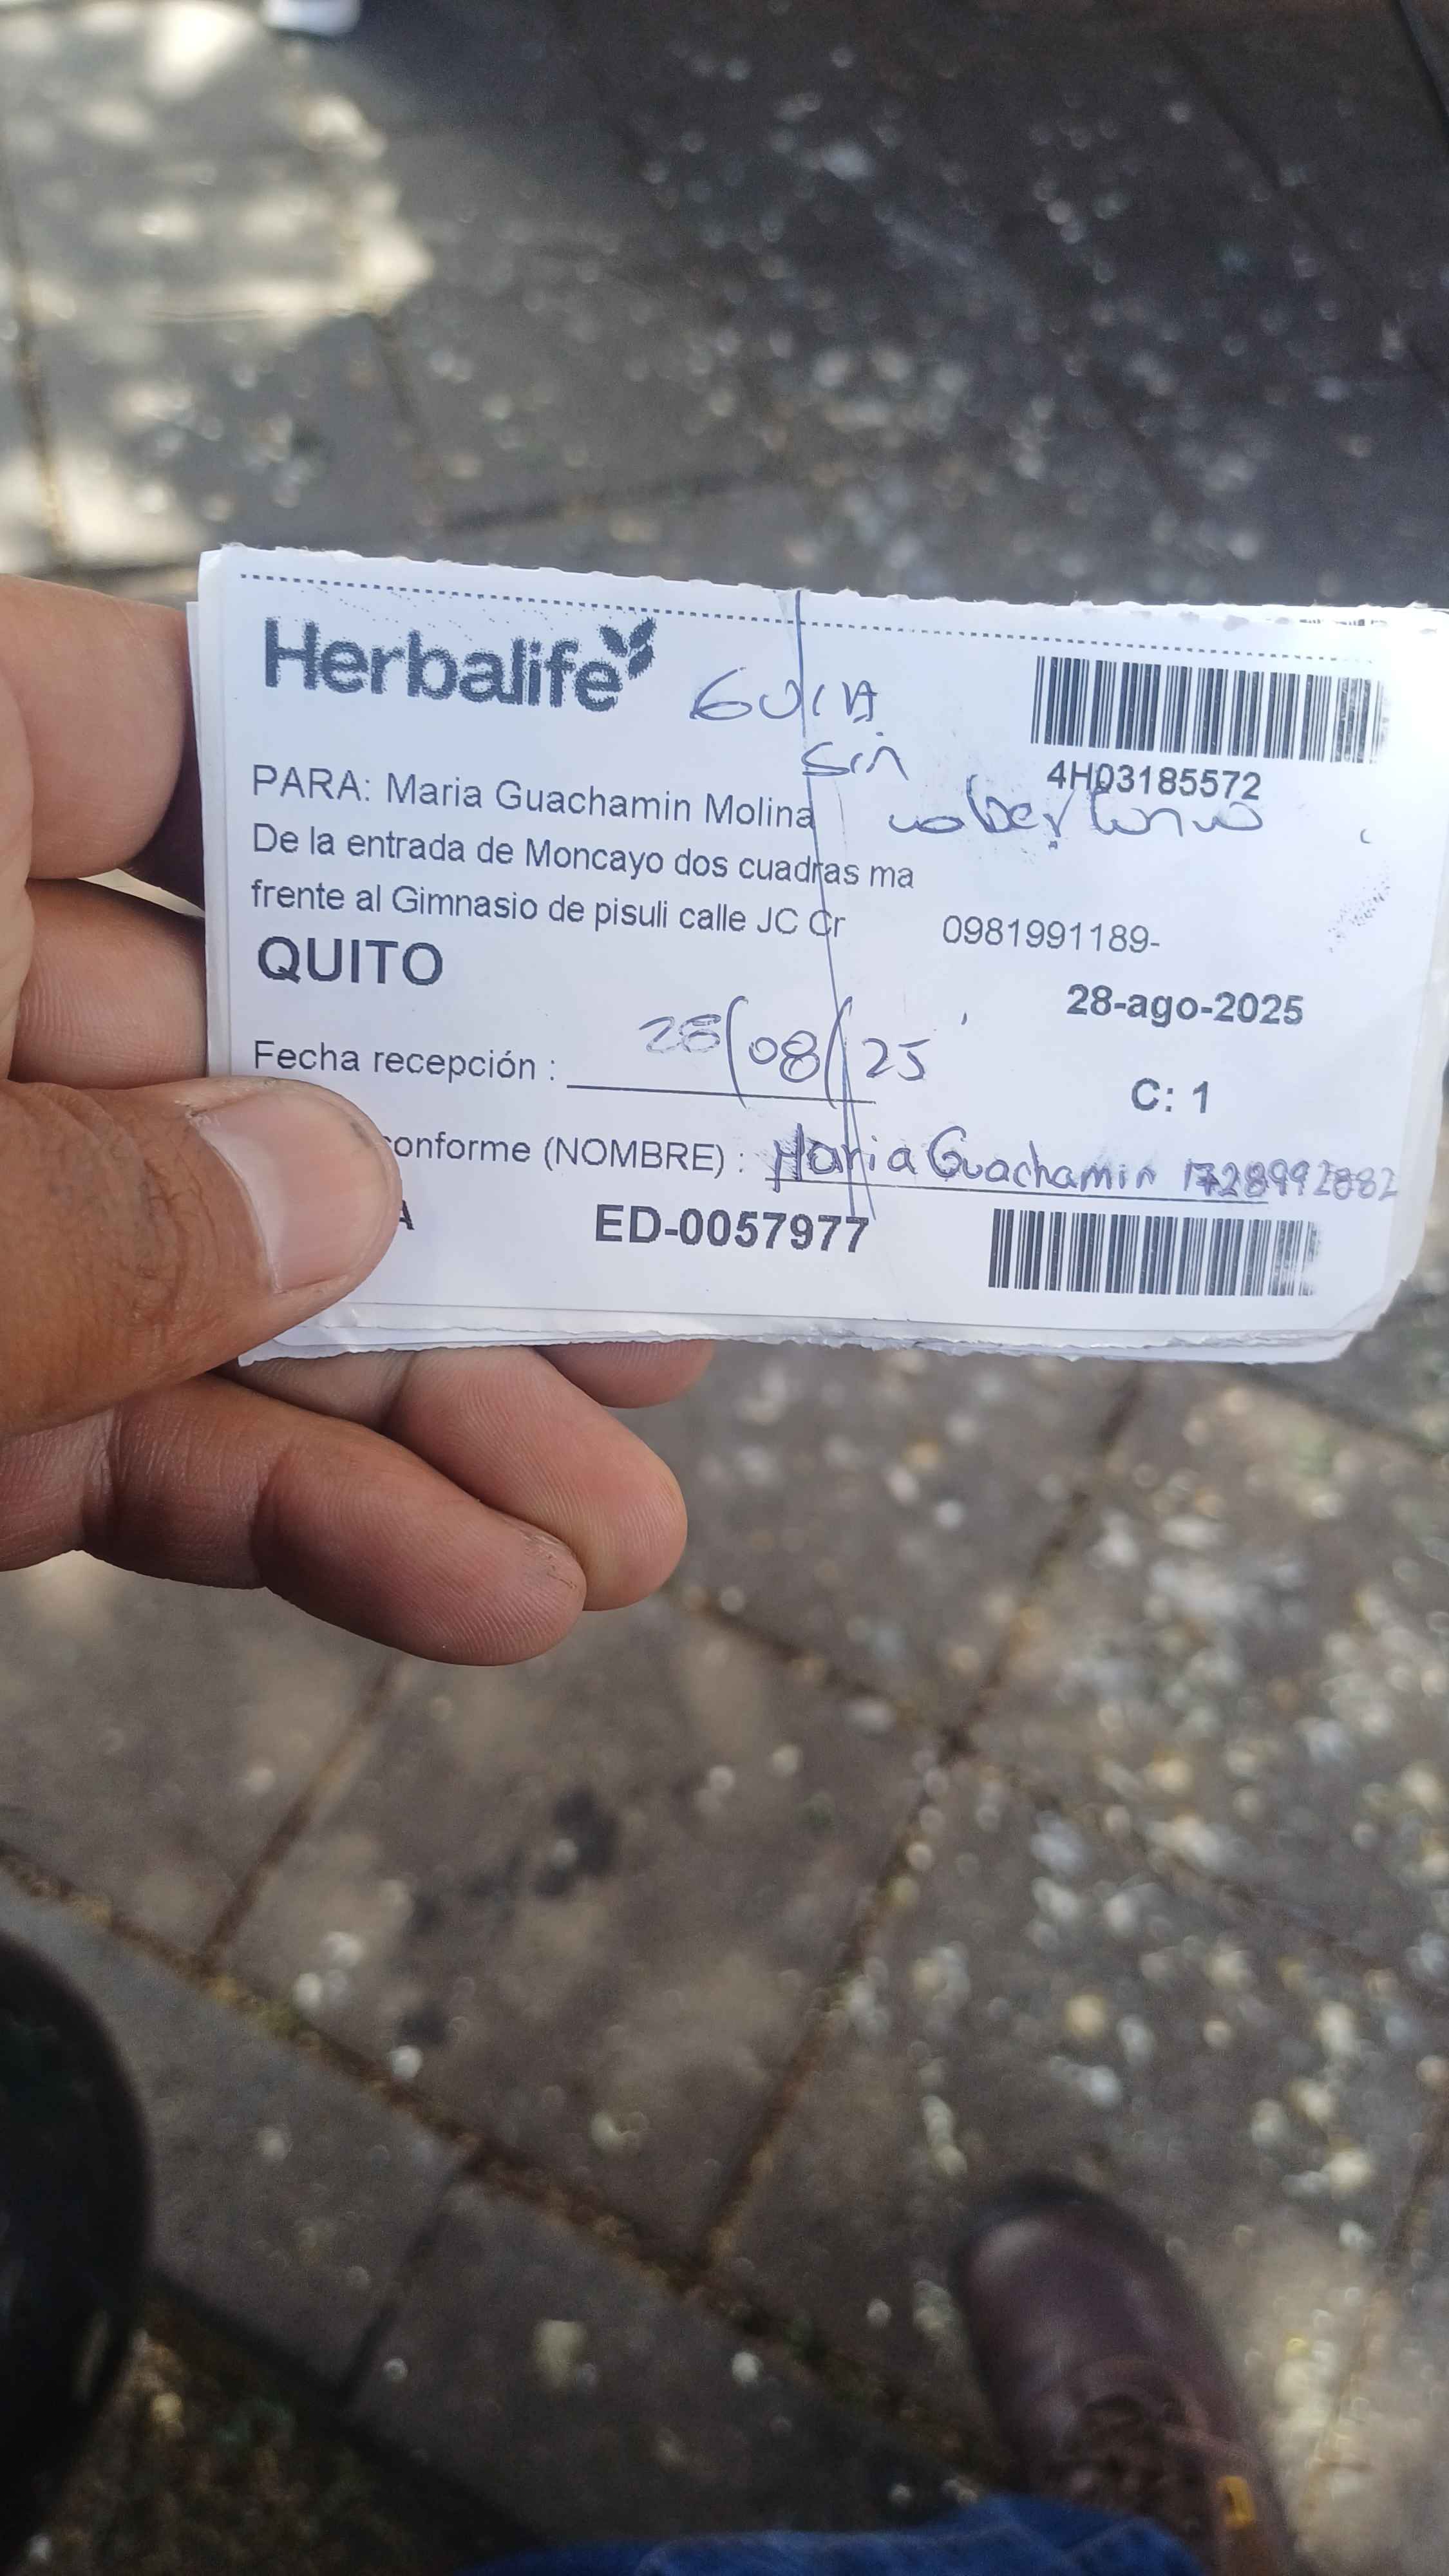 Herbalife
GUIA
sin
cobertura
4H03185572
PARA: Maria Guachamin Molina
De la entrada de Moncayo dos cuadras ma
frente al Gimnasio de pisuli calle JC Cr
0981991189-
QUITO
28-ago-2025
Fecha recepción : 28/08/25
C: 1
conforme (NOMBRE) : Maria Guachamin 1728992882
A
ED-0057977